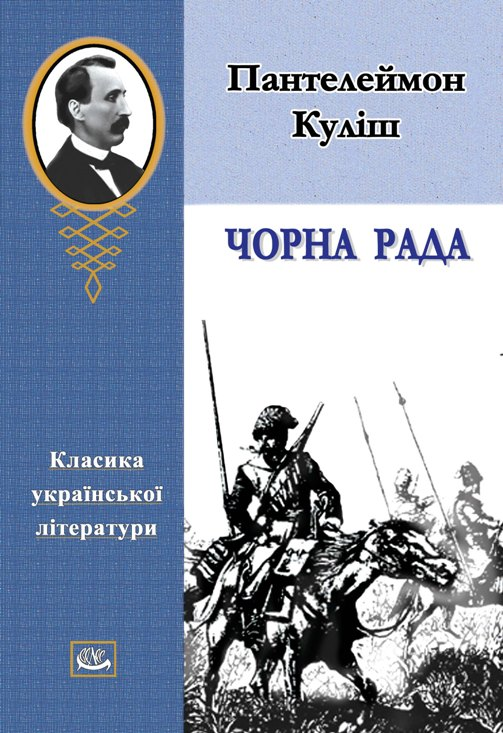 Пантелеймон
Куліш
ЧОРНА РАДА
Класика
української
літератури